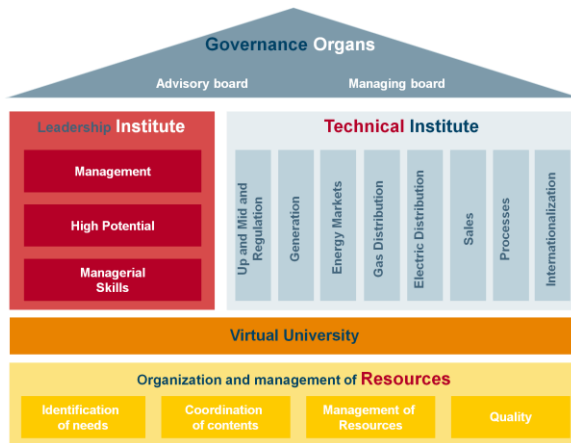 Governance Organs
Advisory board
Managing board
Leadership Institute
Management
High Potential
Managerial
Skills
Technical Institute
Up and Mid and
Regulation
Generation
Energy Markets
Gas Distribution
Electric Distribution
Sales
Processes
Internationalization
Virtual University
Organization and management of Resources
Identification
of needs
Coordination
of contents
Management of
Resources
Quality